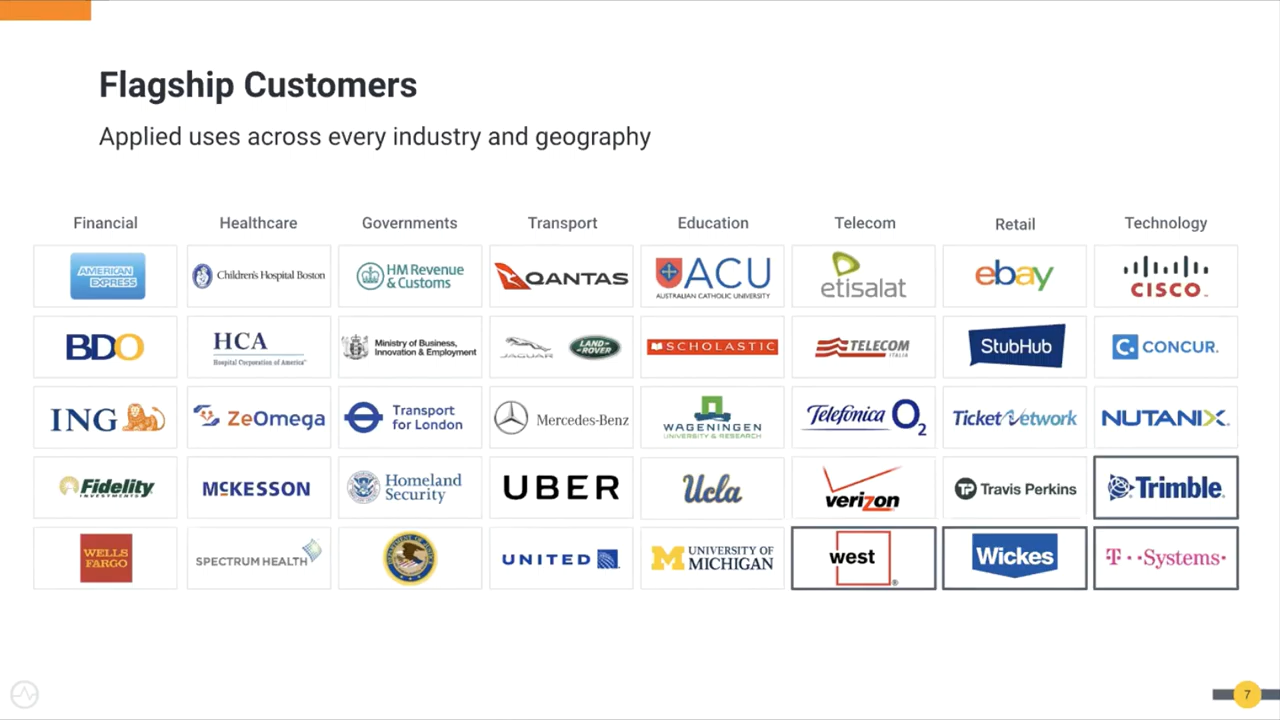 Flagship Customers
Applied uses across every industry and geography
Financial Healthcare Governments Transport Education Telecom Retail Technology
AMERICAN
EXPRESS
Children's Hospital Boston
HM Revenue
& Customs
QANTAS
ACU
AUSTRALIAN CATHOLIC UNIVERSITY
etisalat
ebay
CISCO
BDO
HCA
Hospital Corporation of America
Ministry of Business,
Innovation & Employment
JAGUAR
LAND-
ROVER
SCHOLASTIC
TELECOM
ITALIA
StubHub
C. CONCUR.
ING
ZeOmega
Transport
for London
Mercedes-Benz
WAGENINGEN
UNIVERSITY & RESEARCH
Telefónica O2
TicketNetwork
NUTANIX
Fidelity
INVESTMENTS
McKESSON
Homeland
Security
UBER
Ucla
verizon
TP Travis Perkins
Trimble
WELLS
FARGO
SPECTRUM HEALTH
UNITED
M UNIVERSITY OF
MICHIGAN
west
®
Wickes
T··Systems·
7